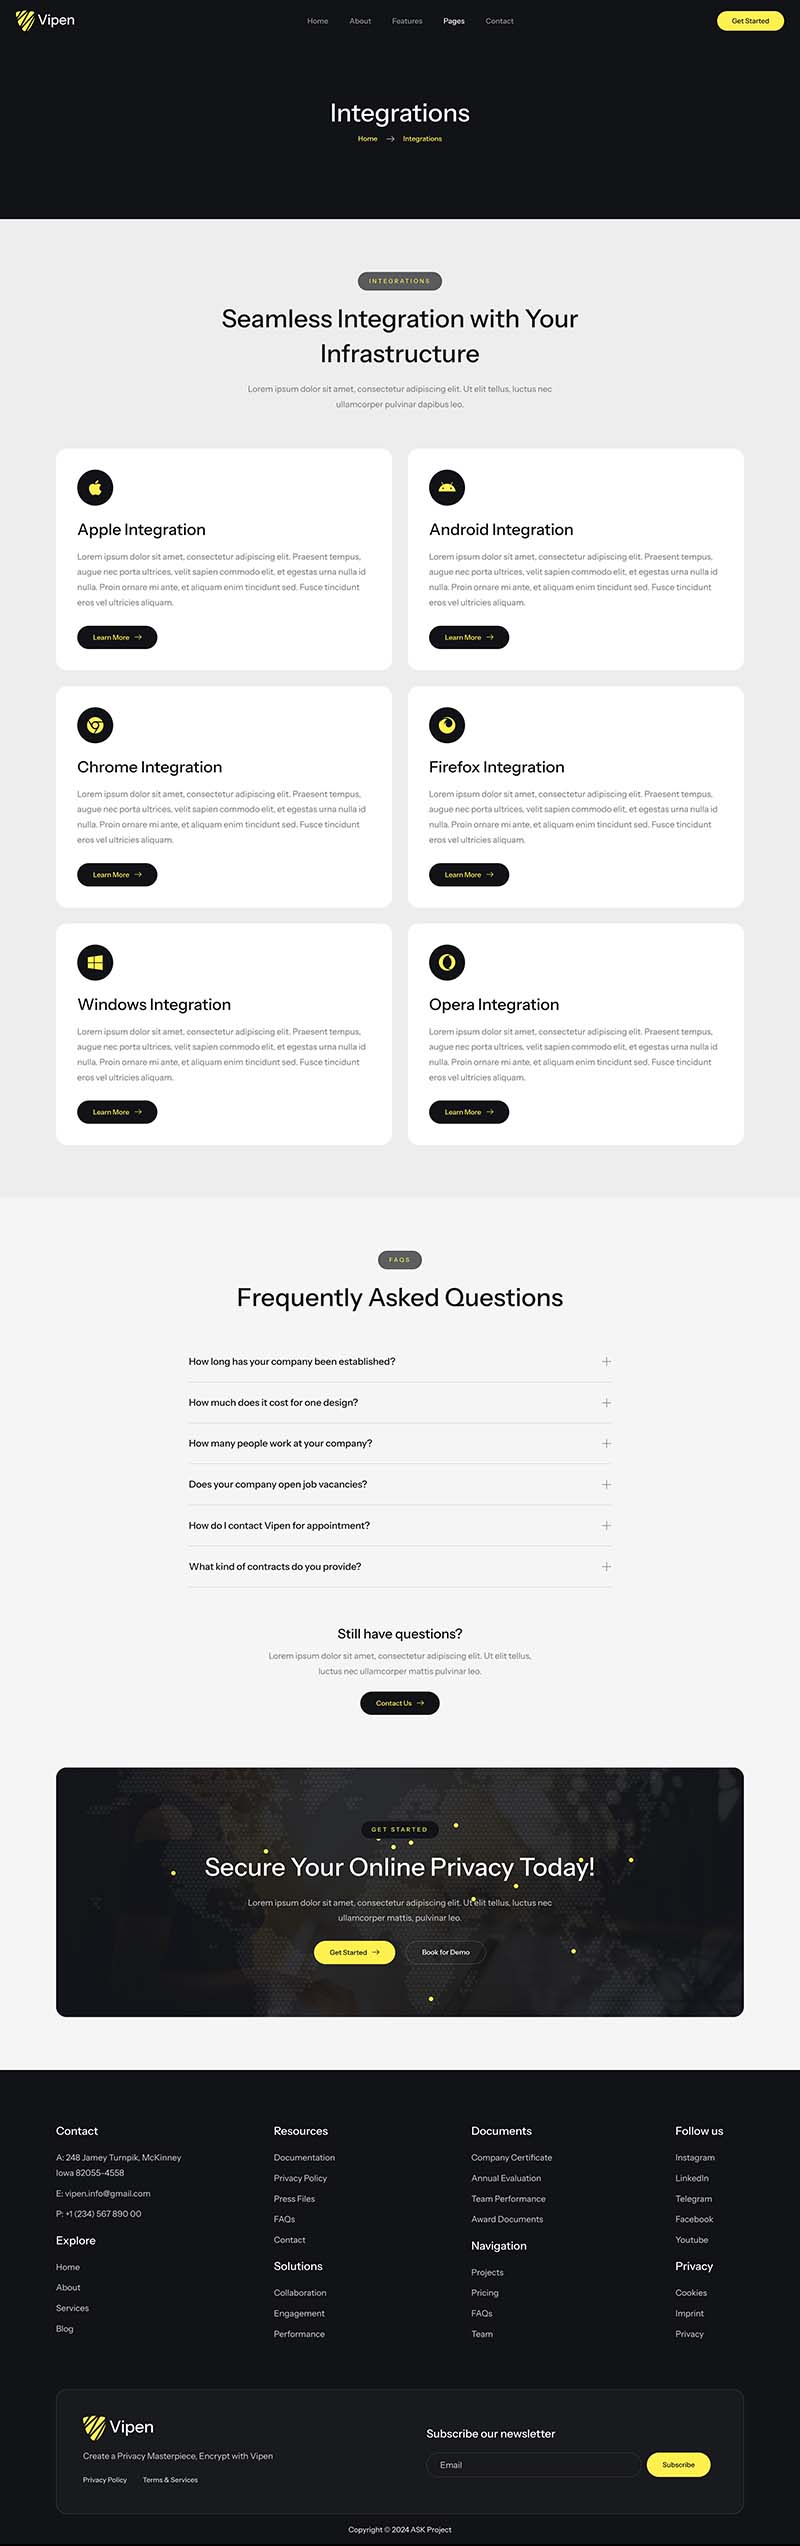 Vipen
Home
About
Features
Pages
Contact
Get Started
Integrations
Home
Integrations
INTEGRATIONS
Seamless Integration with Your
Infrastructure
Lorem ipsum dolor sit amet, consectetur adipiscing elit. Ut elit tellus, luctus nec
ullamcorper pulvinar dapibus leo.
Apple Integration
Lorem ipsum dolor sit amet, consectetur adipiscing elit. Praesent tempus,
augue nec porta ultrices, velit sapien commodo elit, et egestas urna nulla id
nulla. Proin ornare mi ante, et aliquam enim tincidunt sed. Fusce tincidunt
eros vel ultricies aliquam.
Learn More
Android Integration
Lorem ipsum dolor sit amet, consectetur adipiscing elit. Praesent tempus,
augue nec porta ultrices, velit sapien commodo elit, et egestas urna nulla id
nulla. Proin ornare mi ante, et aliquam enim tincidunt sed. Fusce tincidunt
eros vel ultricies aliquam.
Learn More
Chrome Integration
Lorem ipsum dolor sit amet, consectetur adipiscing elit. Praesent tempus,
augue nec porta ultrices, velit sapien commodo elit, et egestas urna nulla id
nulla. Proin ornare mi ante, et aliquam enim tincidunt sed. Fusce tincidunt
eros vel ultricies aliquam.
Learn More
Firefox Integration
Lorem ipsum dolor sit amet, consectetur adipiscing elit. Praesent tempus,
augue nec porta ultrices, velit sapien commodo elit, et egestas urna nulla id
nulla. Proin ornare mi ante, et aliquam enim tincidunt sed. Fusce tincidunt
eros vel ultricies aliquam.
Learn More
Windows Integration
Lorem ipsum dolor sit amet, consectetur adipiscing elit. Praesent tempus,
augue nec porta ultrices, velit sapien commodo elit, et egestas urna nulla id
nulla. Proin ornare mi ante, et aliquam enim tincidunt sed. Fusce tincidunt
eros vel ultricies aliquam.
Learn More
Opera Integration
Lorem ipsum dolor sit amet, consectetur adipiscing elit. Praesent tempus,
augue nec porta ultrices, velit sapien commodo elit, et egestas urna nulla id
nulla. Proin ornare mi ante, et aliquam enim tincidunt sed. Fusce tincidunt
eros vel ultricies aliquam.
Learn More
FAQS
Frequently Asked Questions
How long has your company been established?
How much does it cost for one design?
How many people work at your company?
Does your company open job vacancies?
How do I contact Vipen for appointment?
What kind of contracts do you provide?
Still have questions?
Lorem ipsum dolor sit amet, consectetur adipiscing elit. Ut elit tellus,
luctus nec ullamcorper mattis pulvinar leo.
Contact Us
GET STARTED
Secure Your Online Privacy Today!
Lorem ipsum dolor sit amet, consectetur adipiscing elit. Ut elit tellus, luctus nec
ullamcorper mattis, pulvinar leo.
Get Started
Book for Demo
Contact
A: 248 Jamey Turnpik, McKinney
Iowa 82055-4558
E: vipen.info@gmail.com
P: +1 (234) 567 890 00
Explore
Home
About
Services
Blog
Resources
Documentation
Privacy Policy
Press Files
FAQs
Contact
Solutions
Collaboration
Engagement
Performance
Documents
Company Certificate
Annual Evaluation
Team Performance
Award Documents
Navigation
Projects
Pricing
FAQs
Team
Follow us
Instagram
LinkedIn
Telegram
Facebook
Youtube
Privacy
Cookies
Imprint
Privacy
Vipen
Create a Privacy Masterpiece, Encrypt with Vipen
Privacy Policy
Terms & Services
Subscribe our newsletter
Email
Subscribe
Copyright © 2024 ASK Project